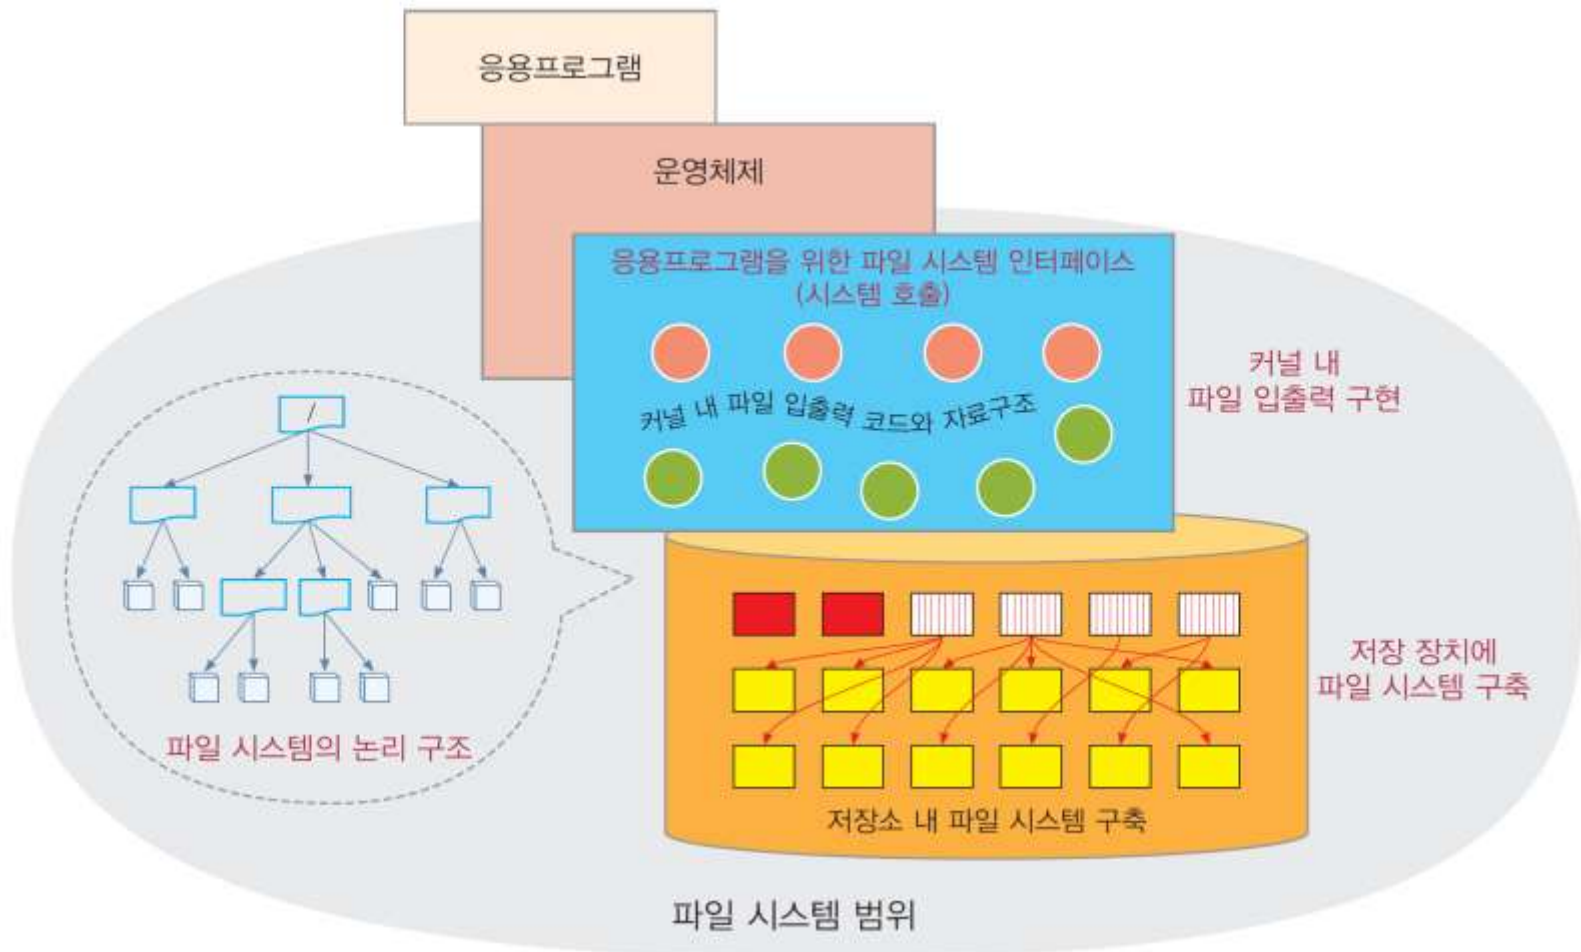 응용프로그램
운영체제
응용프로그램을 위한 파일 시스템 인터페이스
(시스템 호출)
커널 내 파일 입출력 코드와 자료구조
커널 내
파일 입출력 구현
/
파일 시스템의 논리 구조
저장 장치에
파일 시스템 구축
저장소 내 파일 시스템 구축
파일 시스템 범위